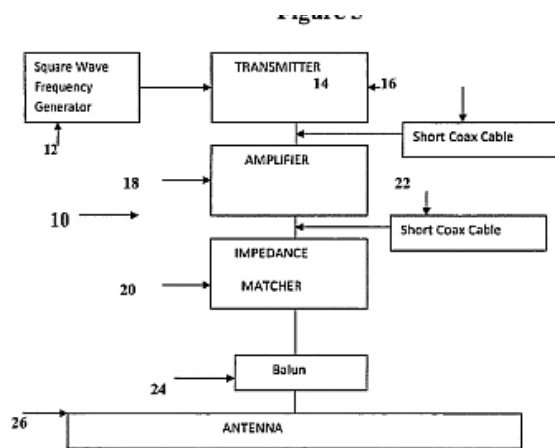 Square Wave
Frequency
Generator
12
TRANSMITTER
14
16
Short Coax Cable
AMPLIFIER
18
22
10
Short Coax Cable
IMPEDANCE
MATCHER
20
Balun
24
26
ANTENNA